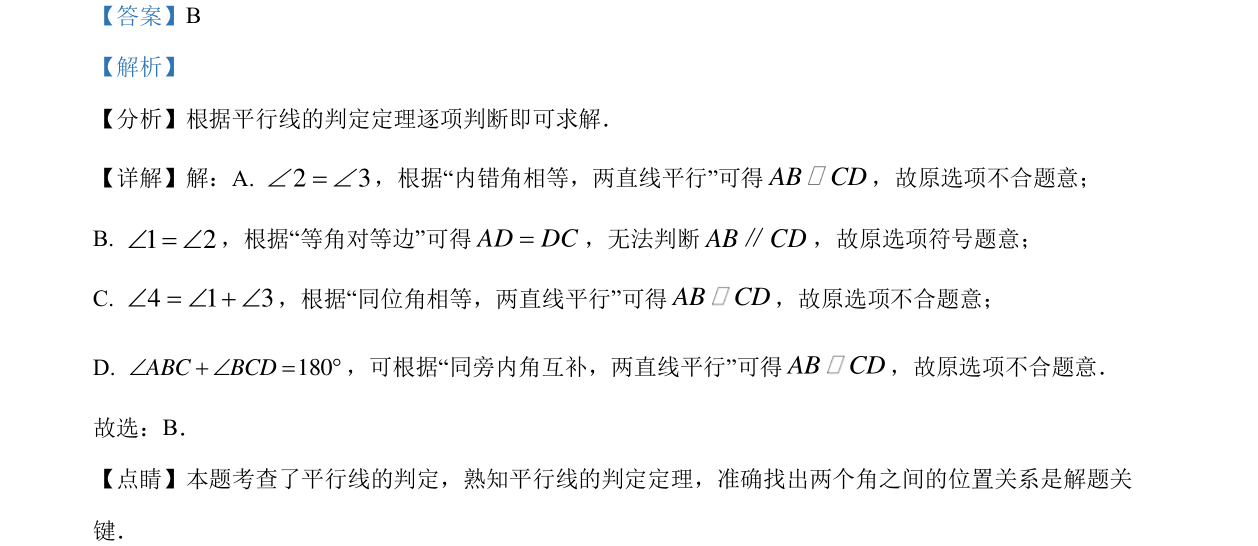 【答案】B
【解析】
【分析】根据平行线的判定定理逐项判断即可求解．
【详解】解：A. ∠2＝∠3，根据“内错角相等，两直线平行”可得 AB▱CD，故原选项不合题意；
B. ∠1＝∠2，根据“等角对等边”可得 AD = DC，无法判断 AB∥CD，故原选项符号题意；
C. ∠4 = ∠1+∠3，根据“同位角相等，两直线平行”可得 AB▱CD，故原选项不合题意；
D. ∠ABC+∠BCD=180°，可根据“同旁内角互补，两直线平行”可得 AB▱CD，故原选项不合题意．
故选：B．
【点睛】本题考查了平行线的判定，熟知平行线的判定定理，准确找出两个角之间的位置关系是解题关
键．